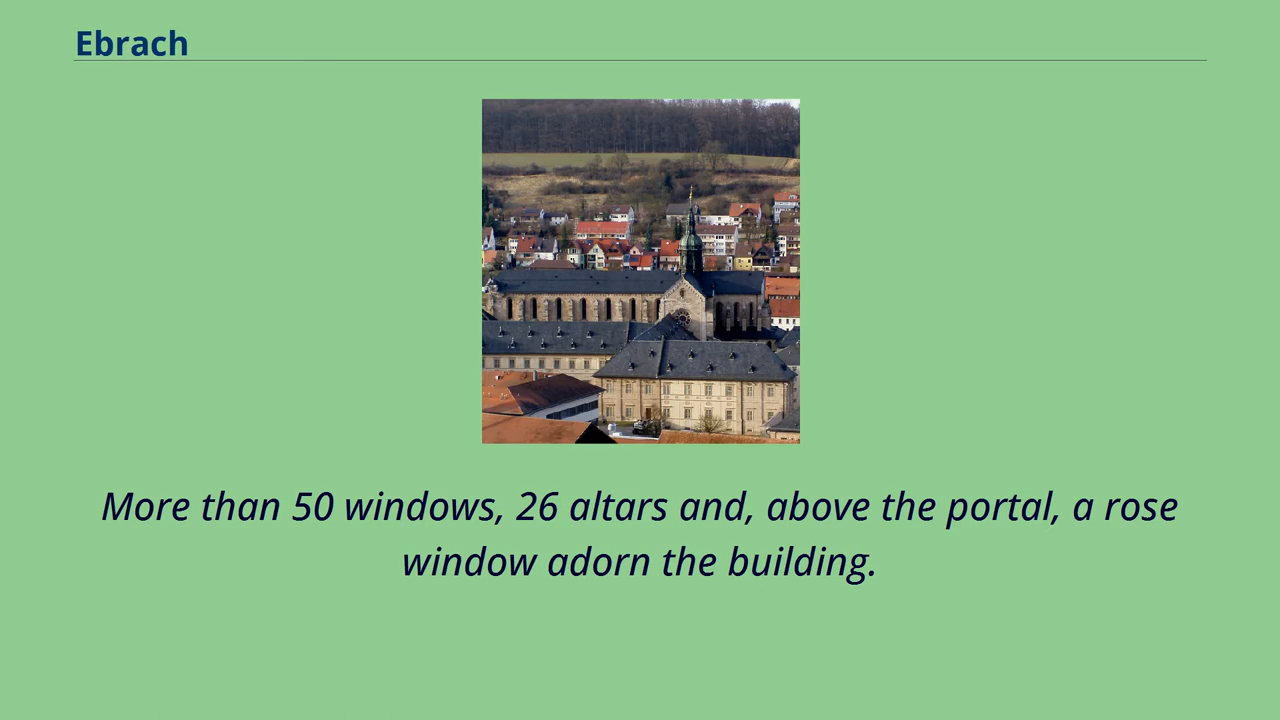 Ebrach
More than 50 windows, 26 altars and, above the portal, a rose
window adorn the building.